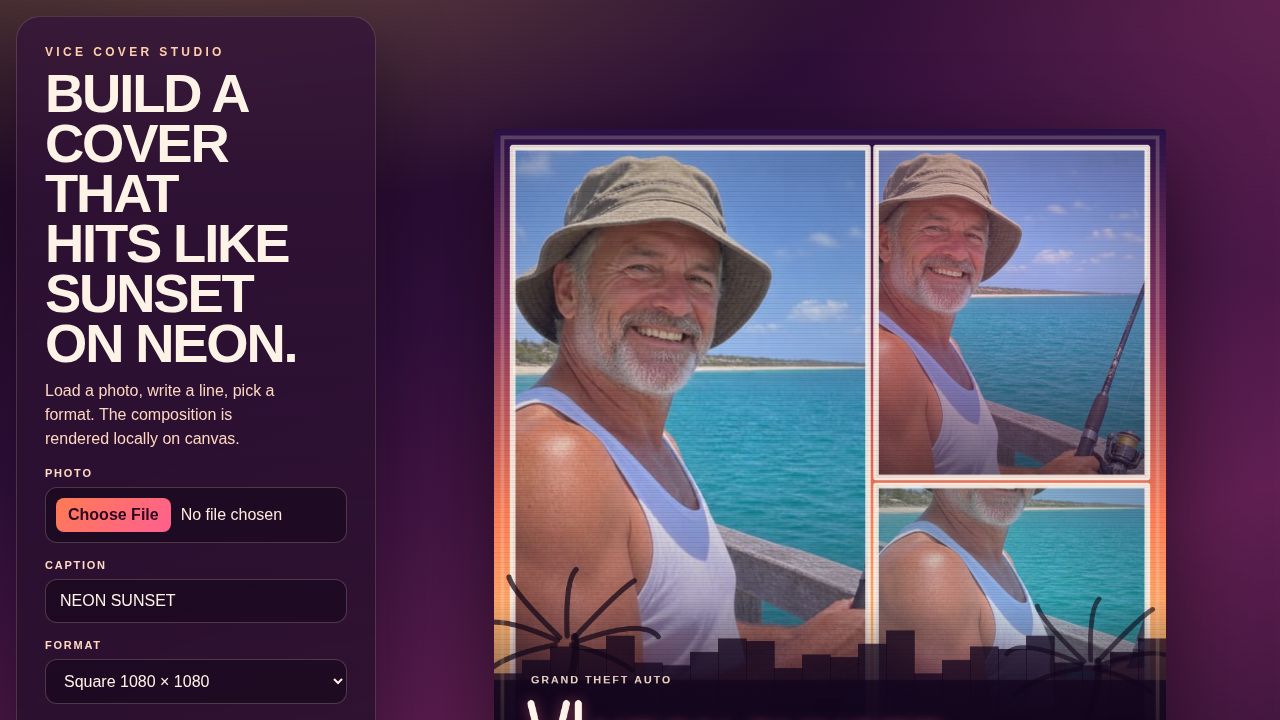 VICE COVER STUDIO
BUILD A
COVER
THAT
HITS LIKE
SUNSET
ON NEON.
Load a photo, write a line, pick a
format. The composition is
rendered locally on canvas.
PHOTO
Choose File No file chosen
CAPTION
NEON SUNSET
FORMAT
Square 1080 × 1080
GRAND THEFT AUTO
VI